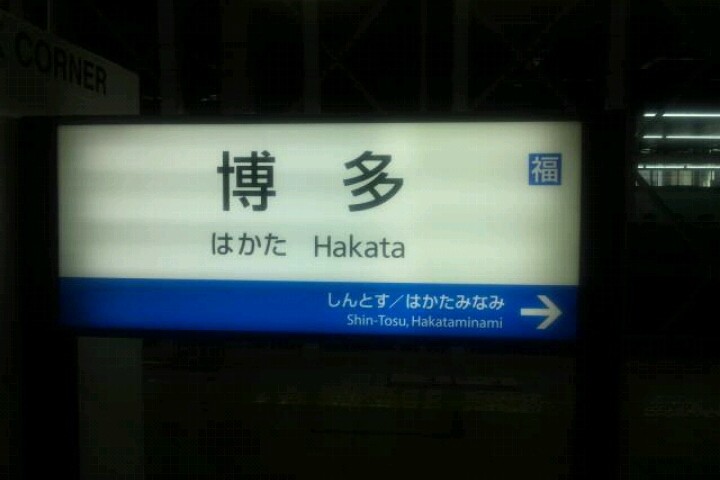 CORNER
博多
福
はかた Hakata
しんとす／はかたみなみ
Shin-Tosu, Hakataminami